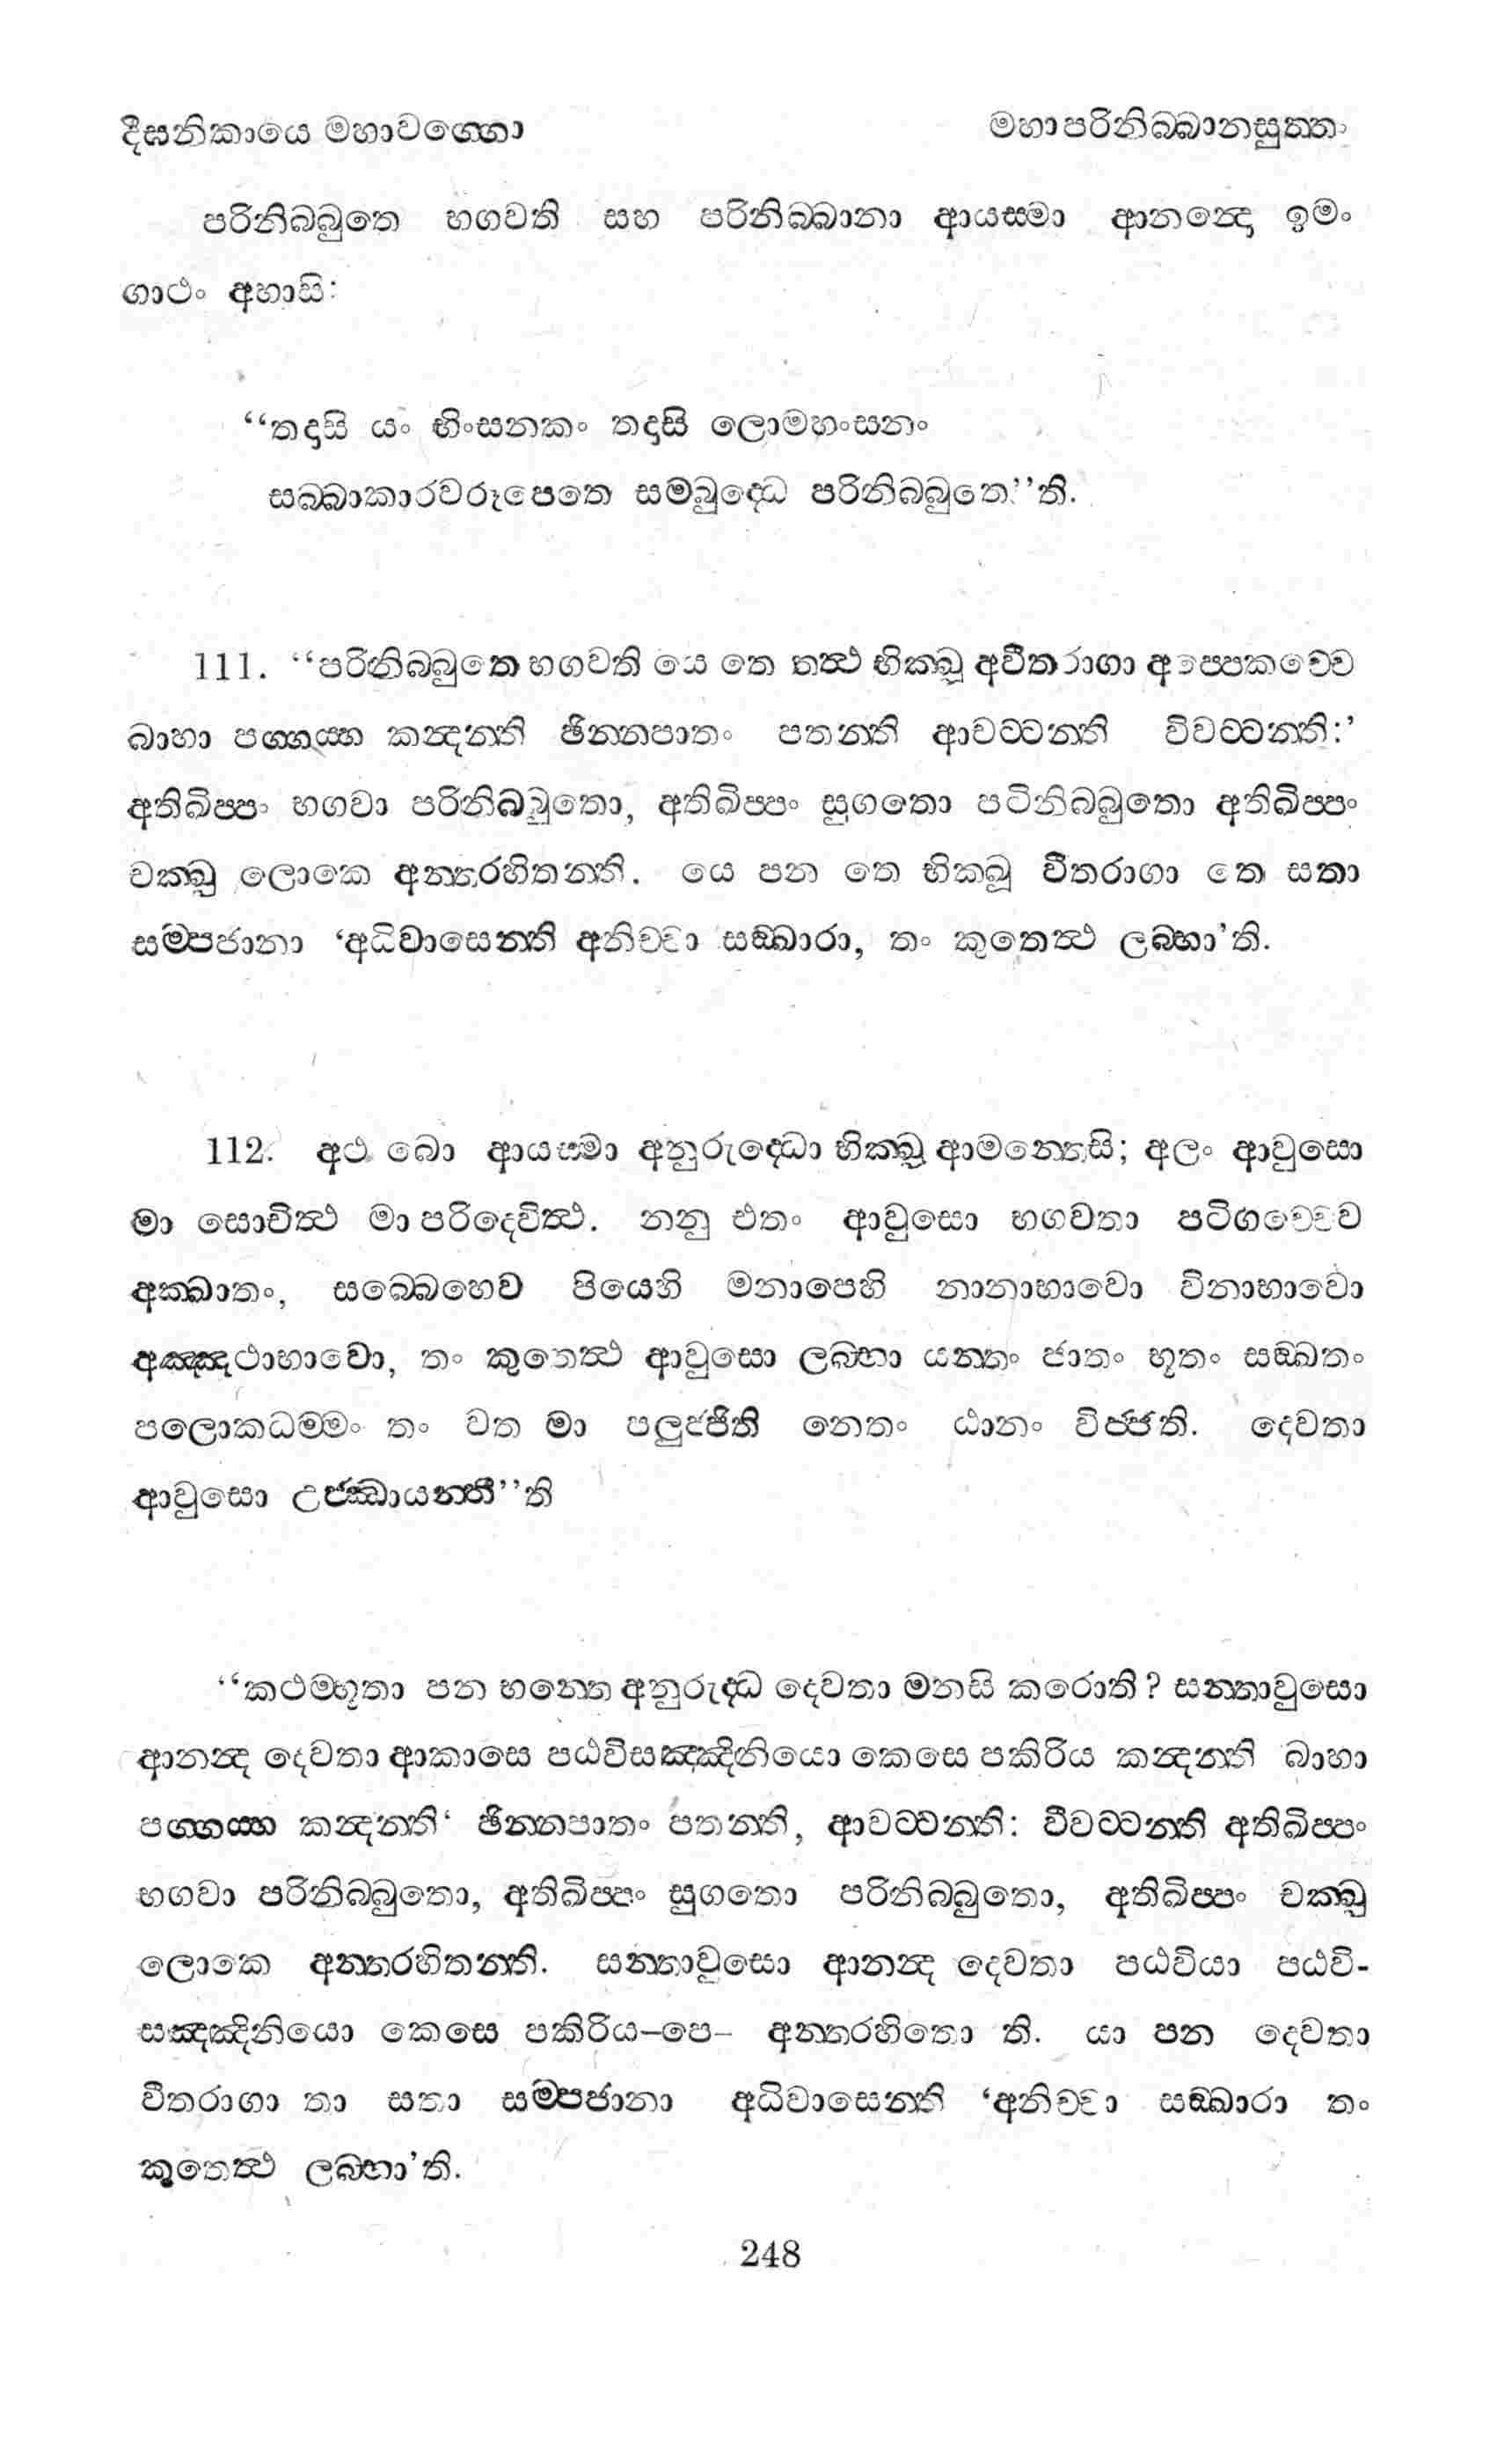 දීඝනිකායෙ මහාවග්ගො
මහාපරිනිබ්බානසුත්තං
පරිනිබ්බුතෙ භගවති සහ පරිනිබ්බානා ආයස්මා ආනන්දො ඉමං
ගාථං අහාසි:
‘‘තදාසි යං භිංසනකං තදාසි ලොමහංසනං
සබ්බාකාරවරූපෙතෙ සම්බුද්ධෙ පරිනිබ්බුතෙ’’ති.
111. ‘‘පරිනිබ්බුතෙ භගවති යෙ තෙ තත්ථ භික්ඛූ අවීතරාගා අප්පෙකච්චෙ
බාහා පග්ගය්හ කන්දන්ති ඡින්නපාතං පතන්ති ආවට්ටන්ති විවට්ටන්ති:’
අතිඛිප්පං භගවා පරිනිබ්බුතො, අතිඛිප්පං සුගතො පටිනිබ්බුතො අතිඛිප්පං
චක්ඛු ලොකෙ අන්තරහිතන්ති. යෙ පන තෙ භික්ඛූ වීතරාගා තෙ සතා
සම්පජානා ‘අධිවාසෙන්ති අනිච්චා සඞ්ඛාරා, තං කුතෙත්ථ ලබ්භා’ති.
112. අථ බො ආයස්මා අනුරුද්ධො භික්ඛූ ආමන්තෙසි; අලං ආවුසො
මා සොචිත්ථ මා පරිදෙවිත්ථ. නනු එතං ආවුසො භගවතා පටිගච්චෙව
අක්ඛාතං, සබ්බෙහෙව පියෙහි මනාපෙහි නානාභාවො විනාභාවො
අඤ්ඤථාභාවො, තං කුතෙත්ථ ආවුසො ලබ්භා යන්තං ජාතං භූතං සඞ්ඛතං
පලොකධම්මං තං වත මා පලුජ්ජිති නෙතං ඨානං විජ්ජති. දෙවතා
ආවුසො උජ්ඣායන්තී’’ති
‘‘කථම්භූතා පන භන්තෙ අනුරුද්ධ දෙවතා මනසි කරොති? සන්තාවුසො
ආනන්ද දෙවතා ආකාසෙ පඨවිසඤ්ඤිනියො කෙසෙ පකිරිය කන්දන්ති බාහා
පග්ගය්හ කන්දන්ති‘ ඡින්නපාතං පතන්ති, ආවට්ටන්ති: වීවට්ටන්ති අතිඛිප්පං
භගවා පරිනිබ්බුතො, අතිඛිප්පං සුගතො පරිනිබ්බුතො, අතිඛිප්පං චක්ඛු
ලොකෙ අන්තරහිතන්ති. සන්තාවුසො ආනන්ද දෙවතා පඨවියා පඨවි-
සඤ්ඤිනියො කෙසෙ පකිරිය–පෙ– අන්තරහිතො ති. යා පන දෙවතා
වීතරාගා තා සතා සම්පජානා අධිවාසෙන්ති ‘අනිච්චා සඞ්ඛාරා තං
කුතෙත්ථ ලබ්භා’ති.
248